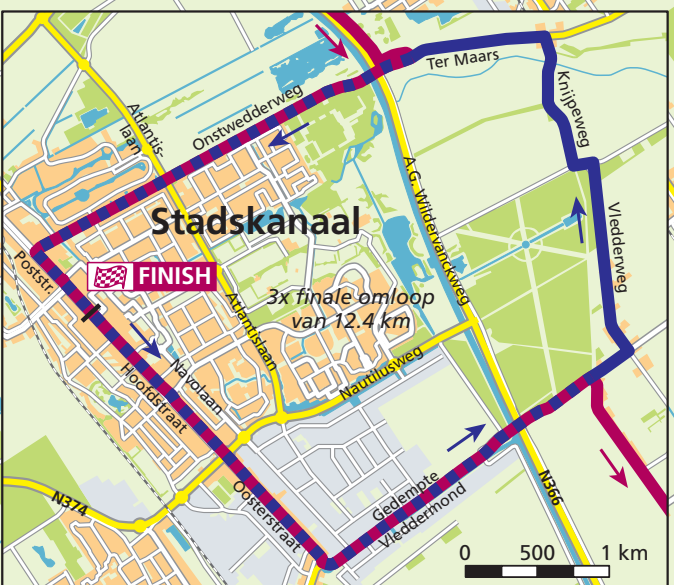 Ter Maars
Knijpeweg
Onstwedderweg
Atlantis-
laan
A.G. Wildervanckweg
Stadskanaal
Vledderweg
Poststr.
FINISH
3x finale omloop
van 12.4 km
Atlantislaan
Navolaan
Hoofdstraat
Nautilusweg
Gedempte
Vleddermond
Oosterstraat
N374
N366
0 500 1 km